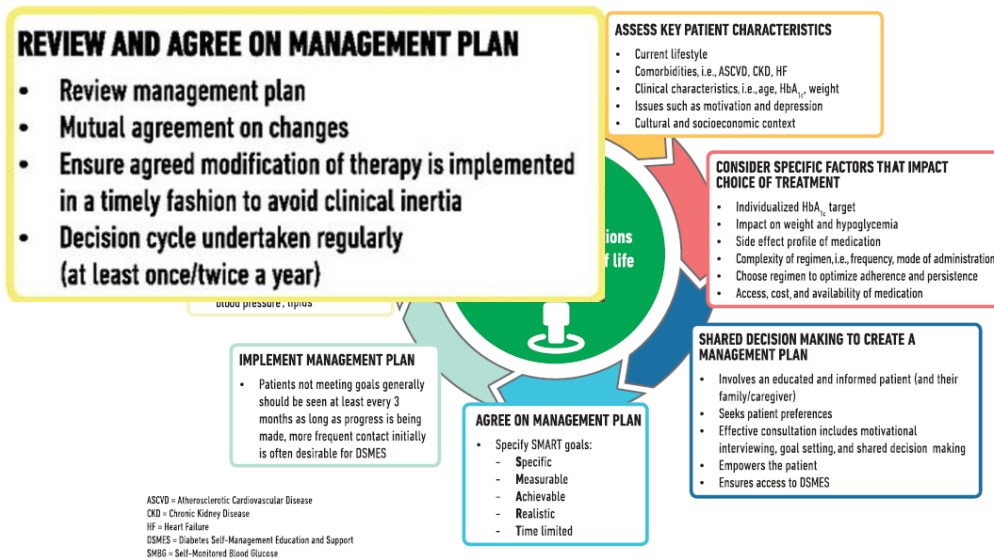 REVIEW AND AGREE ON MANAGEMENT PLAN
• Review management plan
• Mutual agreement on changes
• Ensure agreed modification of therapy is implemented
in a timely fashion to avoid clinical inertia
• Decision cycle undertaken regularly
(at least once/twice a year)
ASSESS KEY PATIENT CHARACTERISTICS
• Current lifestyle
• Comorbidities, i.e., ASCVD, CKD, HF
• Clinical characteristics, i.e., age, HbA1c, weight
• Issues such as motivation and depression
• Cultural and socioeconomic context
CONSIDER SPECIFIC FACTORS THAT IMPACT
CHOICE OF TREATMENT
• Individualized HbA1c target
• Impact on weight and hypoglycemia
• Side effect profile of medication
• Complexity of regimen, i.e., frequency, mode of administration
• Choose regimen to optimize adherence and persistence
• Access, cost, and availability of medication
SHARED DECISION MAKING TO CREATE A
MANAGEMENT PLAN
• Involves an educated and informed patient (and their
family/caregiver)
• Seeks patient preferences
• Effective consultation includes motivational
interviewing, goal setting, and shared decision making
• Empowers the patient
• Ensures access to DSMES
AGREE ON MANAGEMENT PLAN
• Specify SMART goals:
- Specific
- Measurable
- Achievable
- Realistic
- Time limited
IMPLEMENT MANAGEMENT PLAN
• Patients not meeting goals generally
should be seen at least every 3
months as long as progress is being
made, more frequent contact initially
is often desirable for DSMES
blood pressure, lipids
life
ASCVD = Atherosclerotic Cardiovascular Disease
CKD = Chronic Kidney Disease
HF = Heart Failure
DSMES = Diabetes Self-Management Education and Support
SMBG = Self-Monitored Blood Glucose